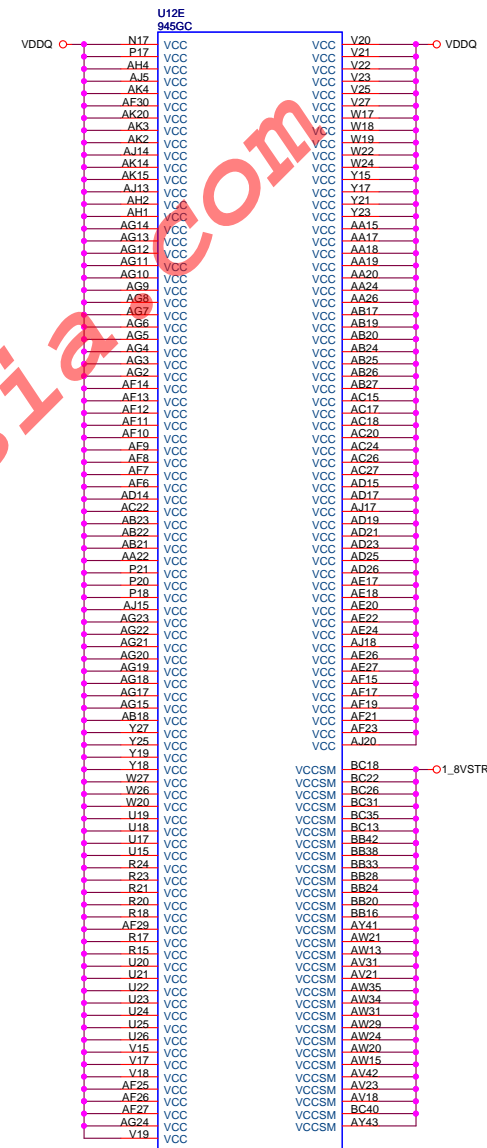 U12E
945GC
VDDQ N17 VCC VCC V20 VDDQ
P17 VCC VCC V21
AH4 VCC VCC V22
AJ5 VCC VCC V23
AK4 VCC VCC V25
AF30 VCC VCC V27
AK20 VCC VCC W17
AK3 VCC VCC W18
AK2 VCC VCC W19
AJ14 VCC VCC W22
AK14 VCC VCC W24
AK15 VCC VCC Y15
AJ13 VCC VCC Y17
AH2 VCC VCC Y21
AH1 VCC VCC Y23
AG14 VCC VCC AA15
AG13 VCC VCC AA17
AG12 VCC VCC AA18
AG11 VCC VCC AA19
AG10 VCC VCC AA20
AG9 VCC VCC AA24
AG8 VCC VCC AA26
AG7 VCC VCC AB17
AG6 VCC VCC AB19
AG5 VCC VCC AB20
AG4 VCC VCC AB24
AG3 VCC VCC AB25
AG2 VCC VCC AB26
AF14 VCC VCC AB27
AF13 VCC VCC AC15
AF12 VCC VCC AC17
AF11 VCC VCC AC18
AF10 VCC VCC AC20
AF9 VCC VCC AC24
AF8 VCC VCC AC26
AF7 VCC VCC AC27
AF6 VCC VCC AD15
AD14 VCC VCC AD17
AC22 VCC VCC AJ17
AB23 VCC VCC AD19
AB22 VCC VCC AD21
AB21 VCC VCC AD23
AA22 VCC VCC AD25
P21 VCC VCC AD26
P20 VCC VCC AE17
P18 VCC VCC AE18
AJ15 VCC VCC AE20
AG23 VCC VCC AE22
AG22 VCC VCC AE24
AG21 VCC VCC AJ18
AG20 VCC VCC AE26
AG19 VCC VCC AE27
AG18 VCC VCC AF15
AG17 VCC VCC AF17
AG15 VCC VCC AF19
AB18 VCC VCC AF21
Y27 VCC VCC AF23
Y25 VCC VCC AJ20
Y19 VCC
Y18 VCC VCCSM BC18 1_8VSTR
W27 VCC VCCSM BC22
W26 VCC VCCSM BC26
W20 VCC VCCSM BC31
U19 VCC VCCSM BC35
U18 VCC VCCSM BC13
U17 VCC VCCSM BB42
U15 VCC VCCSM BB38
R24 VCC VCCSM BB33
R23 VCC VCCSM BB28
R21 VCC VCCSM BB24
R20 VCC VCCSM BB20
R18 VCC VCCSM BB16
AF29 VCC VCCSM AY41
R17 VCC VCCSM AW21
R15 VCC VCCSM AW13
U20 VCC VCCSM AV31
U21 VCC VCCSM AV21
U22 VCC VCCSM AW35
U23 VCC VCCSM AW34
U24 VCC VCCSM AW31
U25 VCC VCCSM AW29
U26 VCC VCCSM AW24
V15 VCC VCCSM AW20
V17 VCC VCCSM AW15
V18 VCC VCCSM AV42
AF25 VCC VCCSM AV23
AF26 VCC VCCSM AV18
AF27 VCC VCCSM BC40
AG24 VCC VCCSM AY43
V19 VCC
ia.com